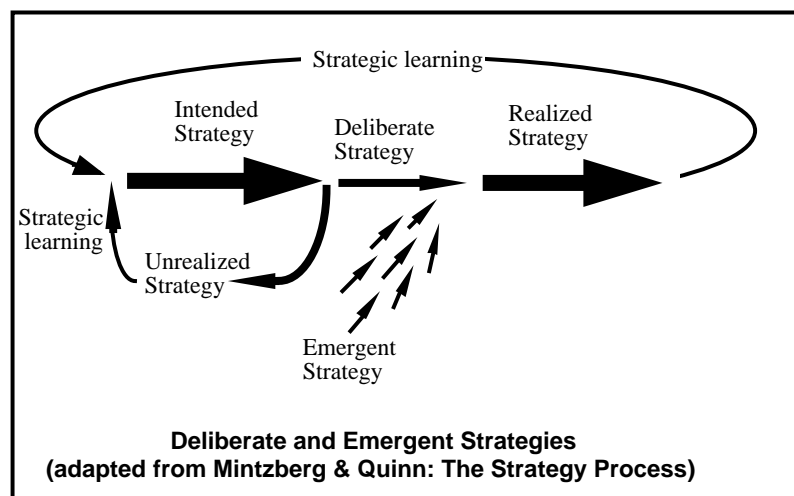 Strategic learning
Intended
Strategy
Deliberate
Strategy
Realized
Strategy
Strategic
learning
Unrealized
Strategy
Emergent
Strategy
Deliberate and Emergent Strategies
(adapted from Mintzberg & Quinn: The Strategy Process)